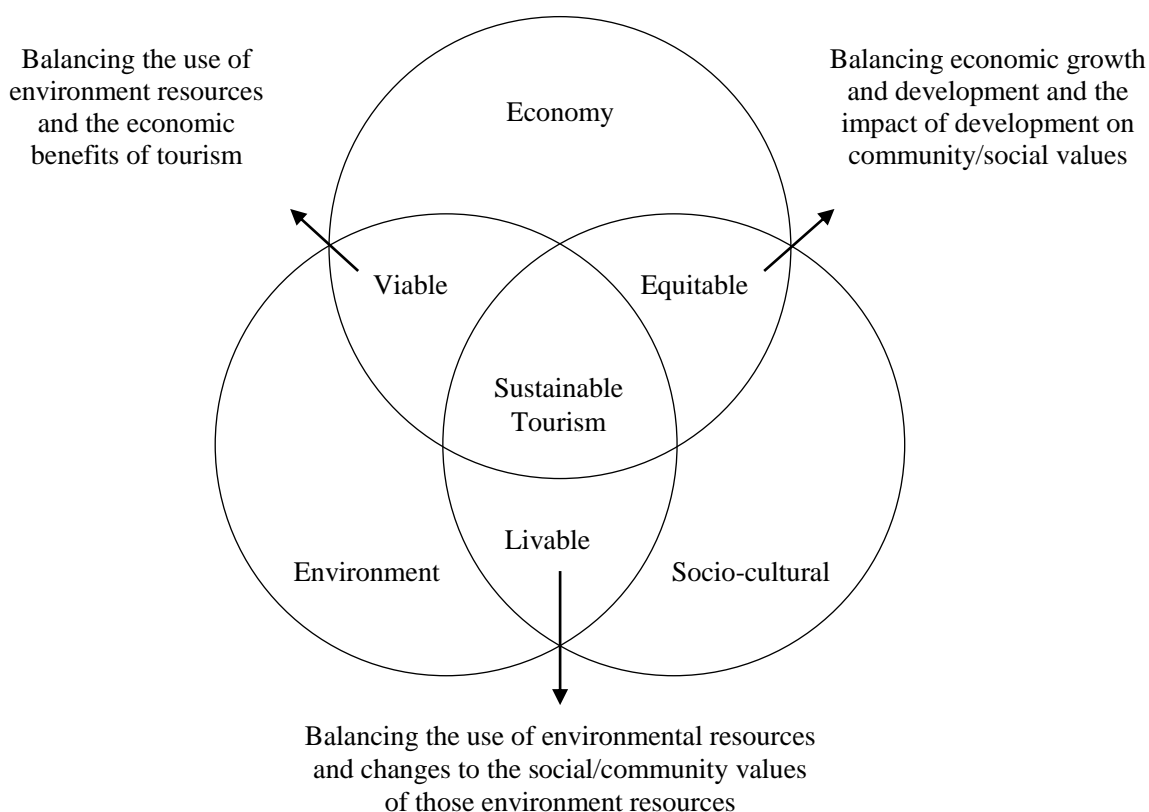 Balancing the use of
environment resources
and the economic
benefits of tourism
Economy
Balancing economic growth
and development and the
impact of development on
community/social values
Viable
Equitable
Sustainable
Tourism
Livable
Environment
Socio-cultural
Balancing the use of environmental resources
and changes to the social/community values
of those environment resources